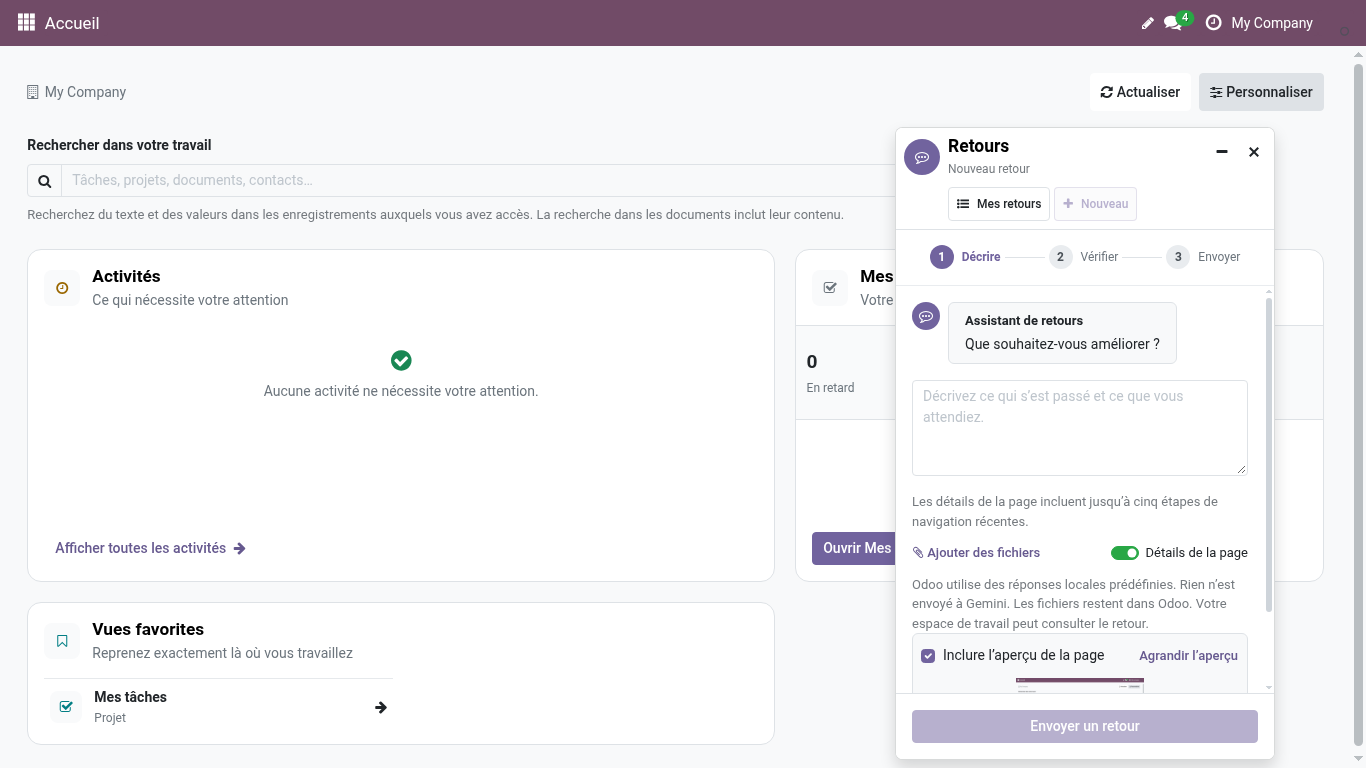 Accueil
4
My Company
My Company
Actualiser
Personnaliser
Rechercher dans votre travail
Tâches, projets, documents, contacts…
Recherchez du texte et des valeurs dans les enregistrements auxquels vous avez accès. La recherche dans les documents inclut leur contenu.
Activités
Ce qui nécessite votre attention
Aucune activité ne nécessite votre attention.
Afficher toutes les activités
Mes
Votre
0
En retard
Ouvrir Mes
Vues favorites
Reprenez exactement là où vous travaillez
Mes tâches
Projet
Retours
Nouveau retour
Mes retours
Nouveau
1 Décrire
2 Vérifier
3 Envoyer
Assistant de retours
Que souhaitez-vous améliorer ?
Décrivez ce qui s’est passé et ce que vous
attendiez.
Les détails de la page incluent jusqu’à cinq étapes de
navigation récentes.
Ajouter des fichiers
Détails de la page
Odoo utilise des réponses locales prédéfinies. Rien n’est
envoyé à Gemini. Les fichiers restent dans Odoo. Votre
espace de travail peut consulter le retour.
Inclure l’aperçu de la page
Agrandir l’aperçu
Envoyer un retour